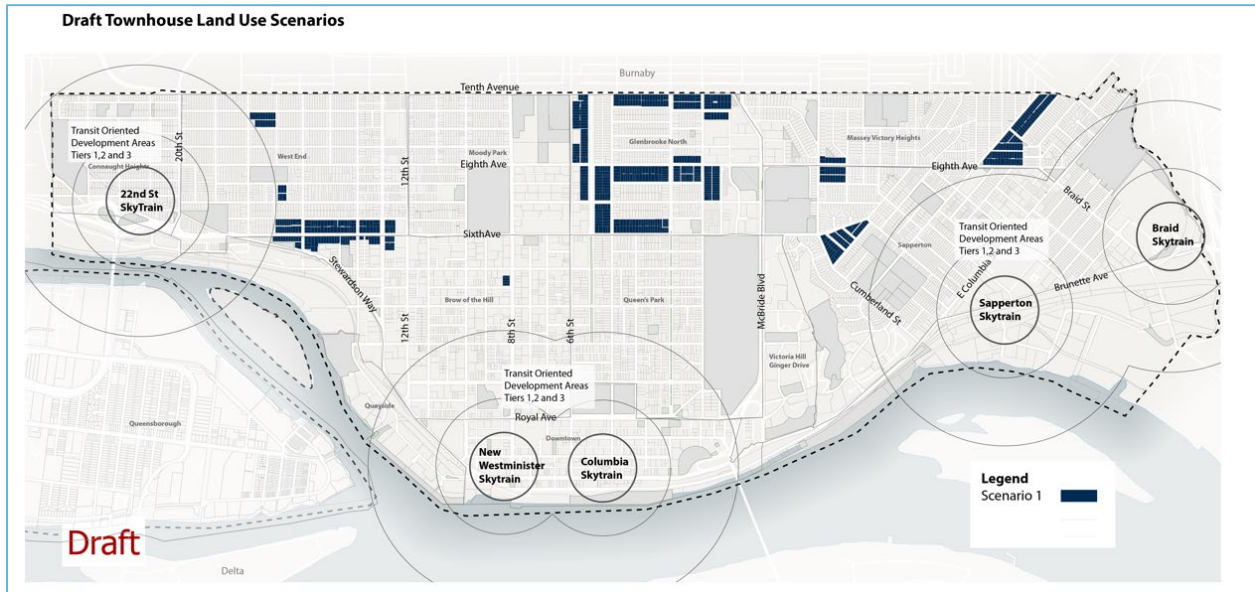 Draft Townhouse Land Use Scenarios
Burnaby
Tenth Avenue
Transit Oriented
Development Areas
Tiers 1,2 and 3
Connaught Heights
20th St
West End
12th St
Moody Park
Eighth Ave
Glenbrooke North
Massey Victory Heights
Eighth Ave
22nd St
SkyTrain
Braid St
Braid
Skytrain
SixthAve
Transit Oriented
Development Areas
Tiers 1,2 and 3
Sapperton
E Columbia
Brunette Ave
Stewardson Way
Brow of the Hill
Queen's Park
McBride Blvd
Cumberland St
Sapperton
Skytrain
12th St
8th St
6th St
Victoria Hill
Ginger Drive
Transit Oriented
Development Areas
Tiers 1,2 and 3
Quayside
Royal Ave
Queensborough
Downtown
New
Westminister
Skytrain
Columbia
Skytrain
Legend
Scenario 1
Draft
Delta